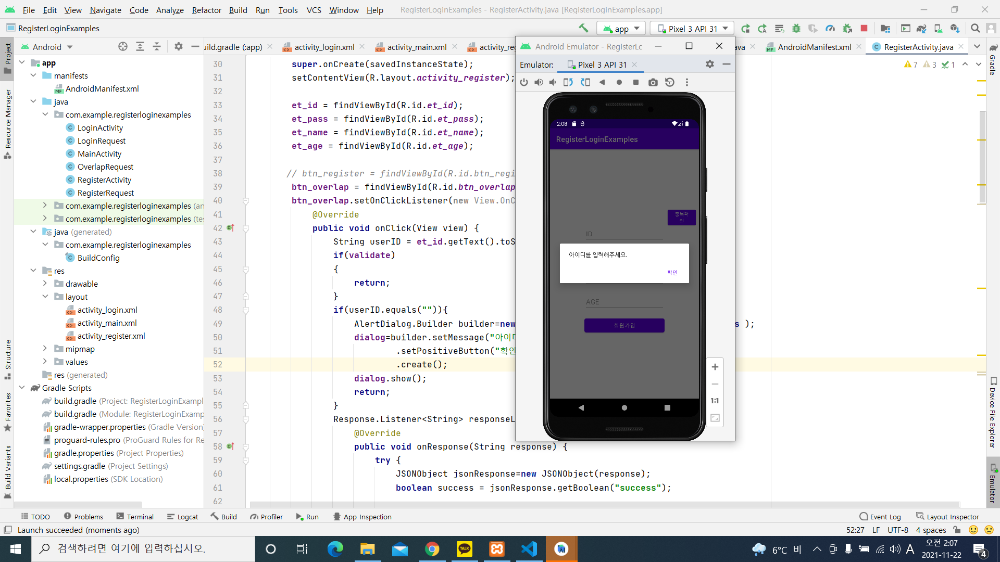 File Edit View Navigate Code Analyze Refactor Build Run Tools VCS Window Help RegisterLoginExamples - RegisterActivity.java [RegisterLoginExamples.app]
RegisterLoginExamples
app
Pixel 3 API 31
Project
Resource Manager
Structure
Favorites
Build Variants
Android
app
manifests
AndroidManifest.xml
java
com.example.registerloginexamples
LoginActivity
LoginRequest
MainActivity
OverlapRequest
RegisterActivity
RegisterRequest
com.example.registerloginexamples (an
com.example.registerloginexamples (te
java (generated)
com.example.registerloginexamples
BuildConfig
res
drawable
layout
activity_login.xml
activity_main.xml
activity_register.xml
mipmap
values
res (generated)
Gradle Scripts
build.gradle (Project: RegisterLoginExampl
build.gradle (Module: RegisterLoginExamp
gradle-wrapper.properties (Gradle Version)
proguard-rules.pro (ProGuard Rules for Re
gradle.properties (Project Properties)
settings.gradle (Project Settings)
local.properties (SDK Location)
uild.gradle (:app) activity_login.xml activity_main.xml activity_re ava AndroidManifest.xml RegisterActivity.java
7 3 1
30 super.onCreate(savedInstanceState);
31 setContentView(R.layout.activity_register);
32
33 et_id = findViewById(R.id.et_id);
34 et_pass = findViewById(R.id.et_pass);
35 et_name = findViewById(R.id.et_name);
36 et_age = findViewById(R.id.et_age);
37
38 // btn_register = findViewById(R.id.btn_regi
39 btn_overlap = findViewById(R.id.btn_overlap
40 btn_overlap.setOnClickListener(new View.OnC
41 @Override
42 public void onClick(View view) {
43 String userID = et_id.getText().toS
44 if(validate)
45 {
46 return;
47 }
48 if(userID.equals("")){
49 AlertDialog.Builder builder=new s );
50 dialog=builder.setMessage("아이디
51 .setPositiveButton("확인
52 .create();
53 dialog.show();
54 return;
55 }
56 Response.Listener<String> responseL
57 @Override
58 public void onResponse(String response) {
59 try {
60 JSONObject jsonResponse=new JSONObject(response);
61 boolean success = jsonResponse.getBoolean("success");
62
Android Emulator - RegisterLc
Emulator: Pixel 3 API 31
2:08
RegisterLoginExamples
중복확
인
ID
아이디를 입력해주세요.
확인
AGE
회원가입
1:1
Gradle
Device File Explorer
Emulator
TODO Problems Terminal Logcat Build Profiler Run App Inspection Event Log Layout Inspector
Launch succeeded (moments ago) 52:27 LF UTF-8 4 spaces
검색하려면 여기에 입력하십시오.
TALK
6°C 비 A
오전 2:07
2021-11-22
4